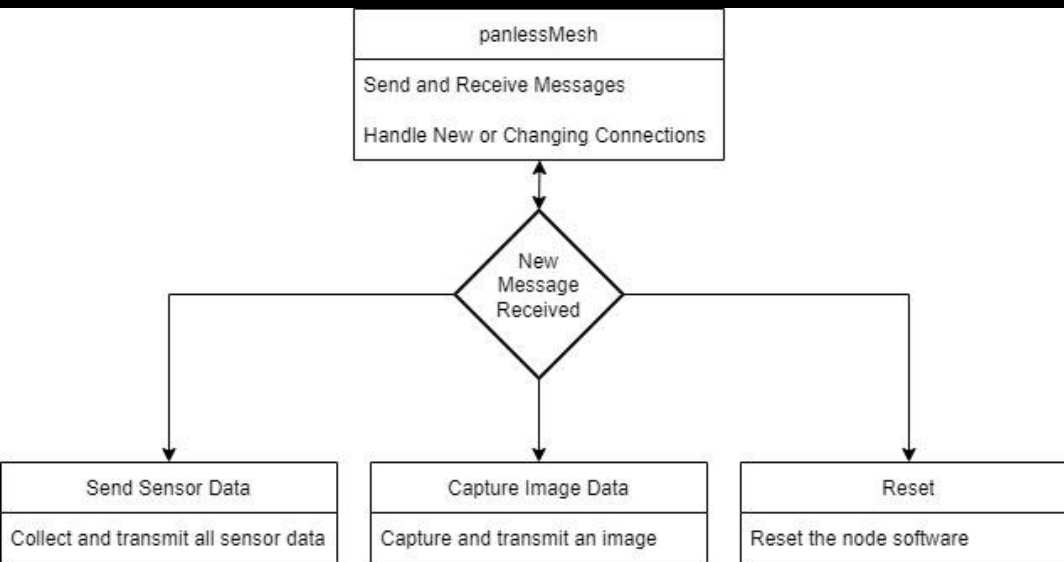 panlessMesh
Send and Receive Messages
Handle New or Changing Connections
New
Message
Received
Send Sensor Data
Collect and transmit all sensor data
Capture Image Data
Capture and transmit an image
Reset
Reset the node software